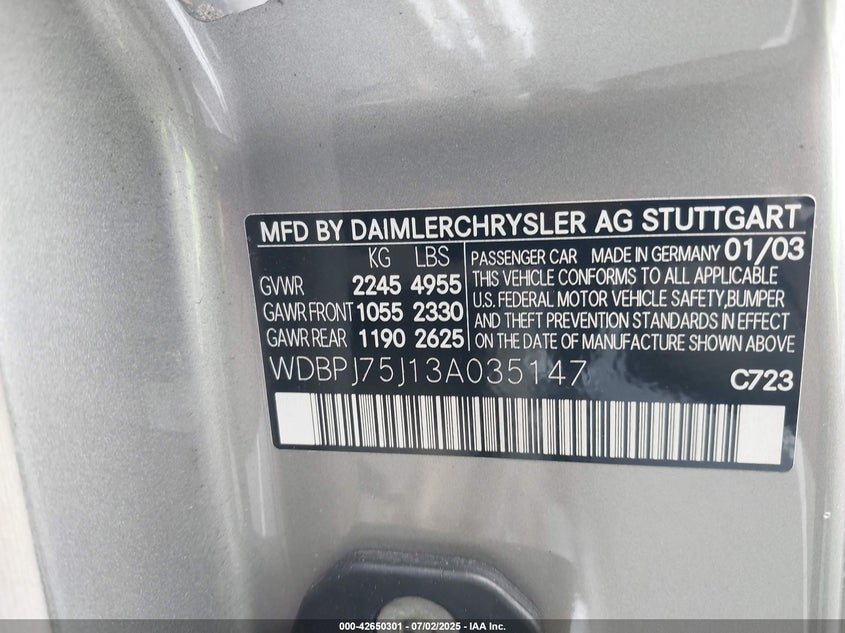 MFD BY DAIMLERCHRYSLER AG STUTTGART
KG LBS
GVWR 2245 4955
GAWR FRONT 1055 2330
GAWR REAR 1190 2625
PASSENGER CAR MADE IN GERMANY 01/03
THIS VEHICLE CONFORMS TO ALL APPLICABLE
U.S. FEDERAL MOTOR VEHICLE SAFETY,BUMPER
AND THEFT PREVENTION STANDARDS IN EFFECT
ON THE DATE OF MANUFACTURE SHOWN ABOVE
WDBPJ75J13A035147
C723
000-42650301 - 07/02/2025 - IAA Inc.